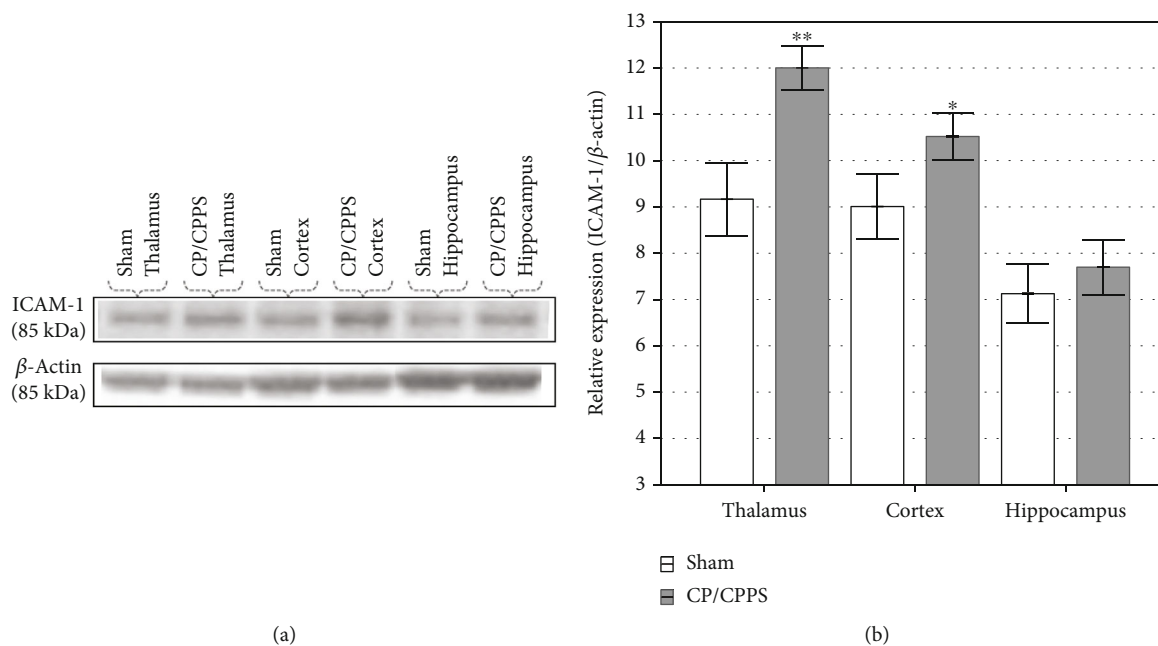 Sham
Thalamus
CP/CPPS
Thalamus
Sham
Cortex
CP/CPPS
Cortex
Sham
Hippocampus
CP/CPPS
Hippocampus
ICAM-1
(85 kDa)
β-Actin
(85 kDa)
(a)
Relative expression (ICAM-1/β-actin)
13
12
11
10
9
8
7
6
5
4
3
**
*
Thalamus Cortex Hippocampus
Sham
CP/CPPS
(b)